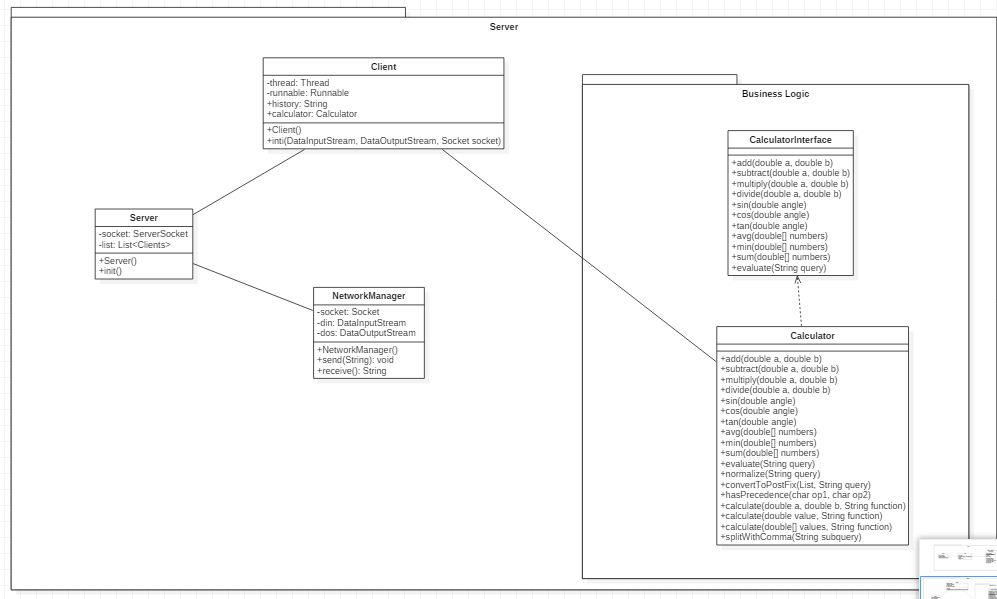 Server
Client
-thread: Thread
-runnable: Runnable
+history: String
+calculator: Calculator
+Client()
+inti(DataInputStream, DataOutputStream, Socket socket)
Server
-socket: ServerSocket
-list: List<Clients>
+Server()
+init()
NetworkManager
-socket: Socket
-din: DataInputStream
-dos: DataOutputStream
+NetworkManager()
+send(String): void
+receive(): String
Business Logic
CalculatorInterface
+add(double a, double b)
+subtract(double a, double b)
+multiply(double a, double b)
+divide(double a, double b)
+sin(double angle)
+cos(double angle)
+tan(double angle)
+avg(double[] numbers)
+min(double[] numbers)
+sum(double[] numbers)
+evaluate(String query)
Calculator
+add(double a, double b)
+subtract(double a, double b)
+multiply(double a, double b)
+divide(double a, double b)
+sin(double angle)
+cos(double angle)
+tan(double angle)
+avg(double[] numbers)
+min(double[] numbers)
+sum(double[] numbers)
+evaluate(String query)
+normalize(String query)
+convertToPostFix(List, String query)
+hasPrecedence(char op1, char op2)
+calculate(double a, double b, String function)
+calculate(double value, String function)
+calculate(double[] values, String function)
+splitWithComma(String subquery)